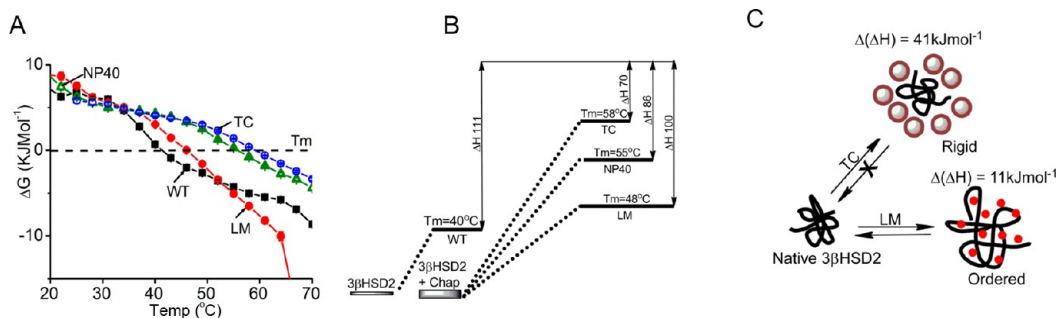 A
B
C
10
0
-10
ΔG (KJMol⁻¹)
NP40
TC
Tm
WT
LM
20 30 40 50 60 70
Temp (°C)
ΔH 111
ΔH 70
ΔH 86
ΔH 100
Tm=58°C
TC
Tm=55°C
NP40
Tm=48°C
LM
Tm=40°C
WT
3βHSD2
3βHSD2
+ Chap
Δ(ΔH) = 41kJmol⁻¹
Rigid
TC
Δ(ΔH) = 11kJmol⁻¹
LM
Native 3βHSD2
Ordered